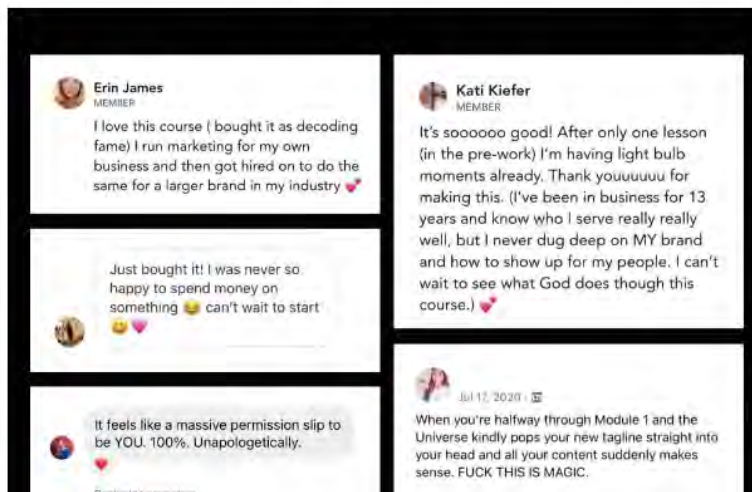 Erin James
MEMBER
I love this course ( bought it as decoding
fame) I run marketing for my own
business and then got hired on to do the
same for a larger brand in my industry 💕
Just bought it! I was never so
happy to spend money on
something 😂 can't wait to start
😀💗
It feels like a massive permission slip to
be YOU. 100%. Unapologetically.
❤️
Kati Kiefer
MEMBER
It's soooooo good! After only one lesson
(in the pre-work) I'm having light bulb
moments already. Thank youuuuuu for
making this. (I've been in business for 13
years and know who I serve really really
well, but I never dug deep on MY brand
and how to show up for my people. I can't
wait to see what God does though this
course.) 💕
Jul 17, 2020 ·
When you're halfway through Module 1 and the
Universe kindly pops your new tagline straight into
your head and all your content suddenly makes
sense. FUCK THIS IS MAGIC.